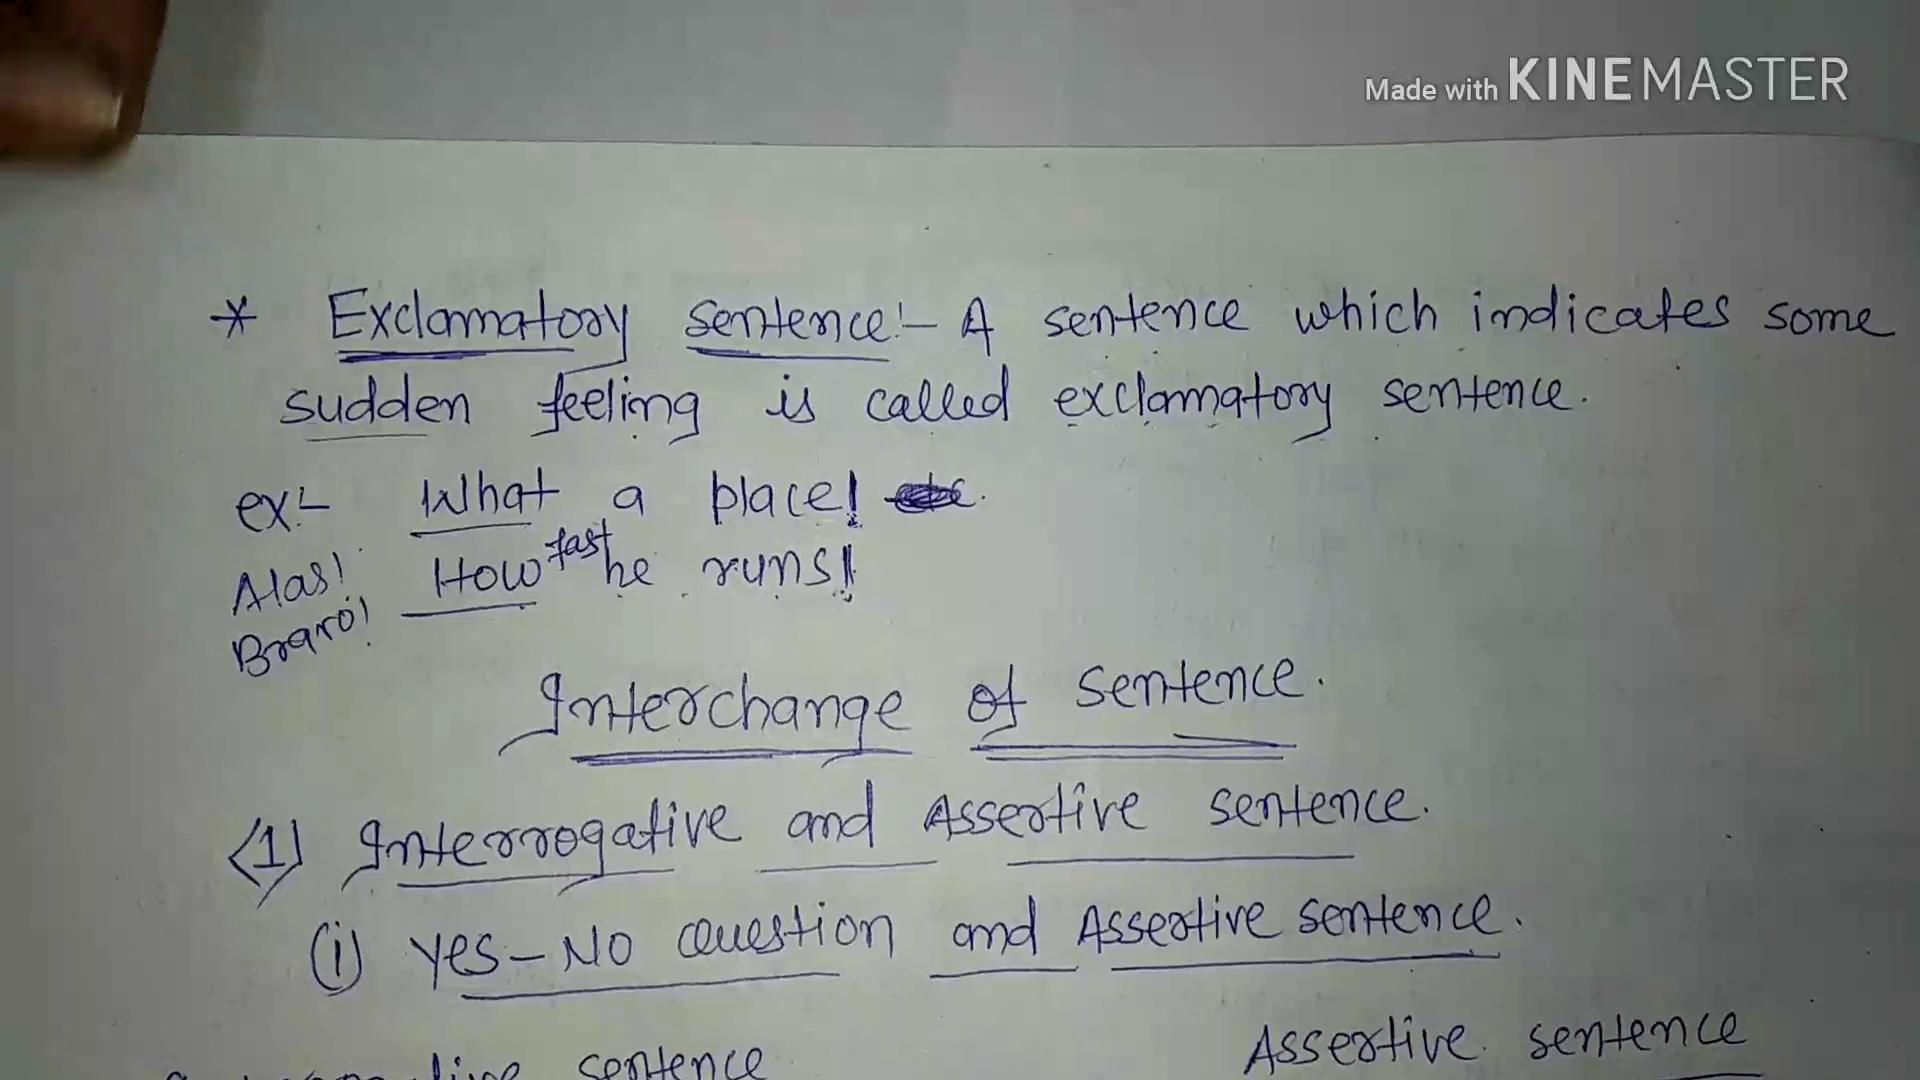 Made with KINEMASTER
* Exclamatory sentence:- A sentence which indicates some
sudden feeling is called exclamatory sentence.
ex:- What a place!
Alas! How fast he runs!
Bravo!
Interchange of sentence.
<1> Interrogative and Assertive sentence.
(i) Yes-No Question and Assertive sentence.
Assertive sentence
sentence